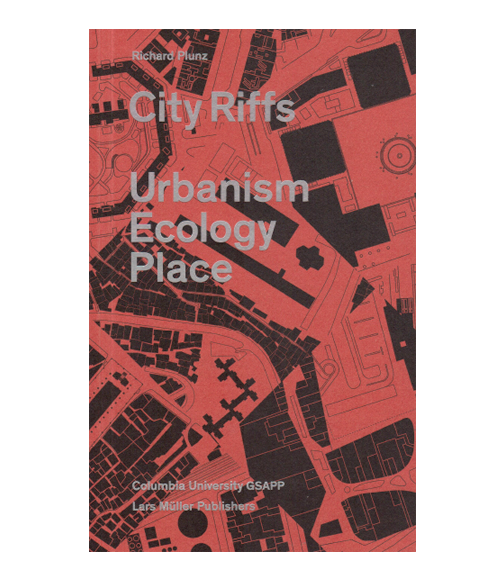 Richard Plunz
City Riffs
Urbanism
Ecology
Place
Columbia University GSAPP
Lars Müller Publishers